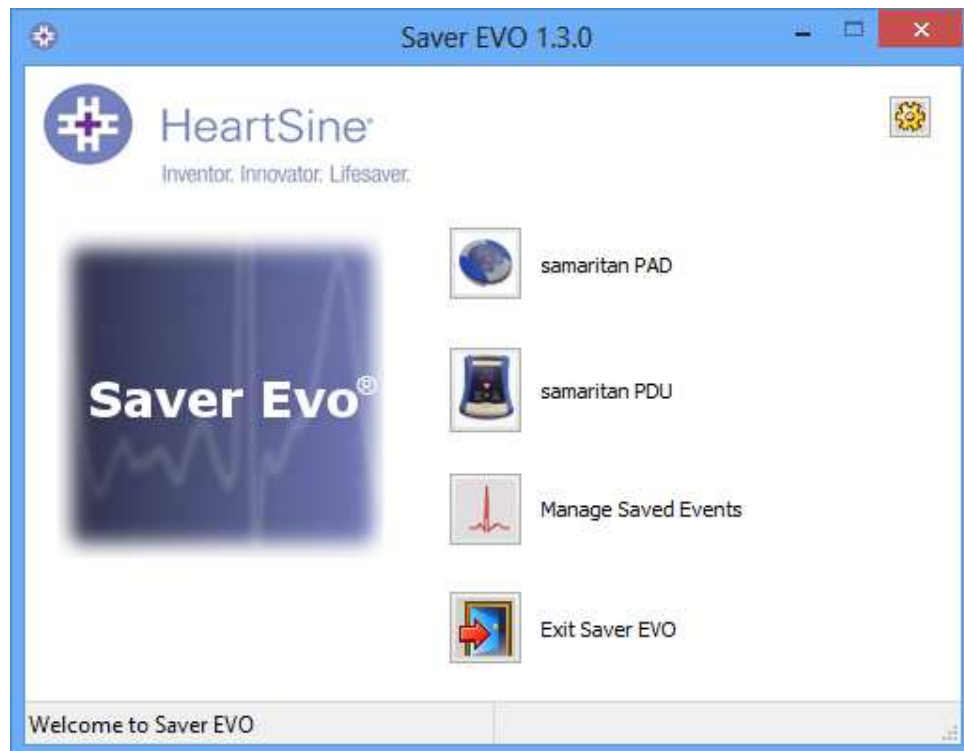 Saver EVO 1.3.0
HeartSine
Inventor. Innovator. Lifesaver.
samaritan PAD
Saver Evo®
samaritan PDU
Manage Saved Events
Exit Saver EVO
Welcome to Saver EVO